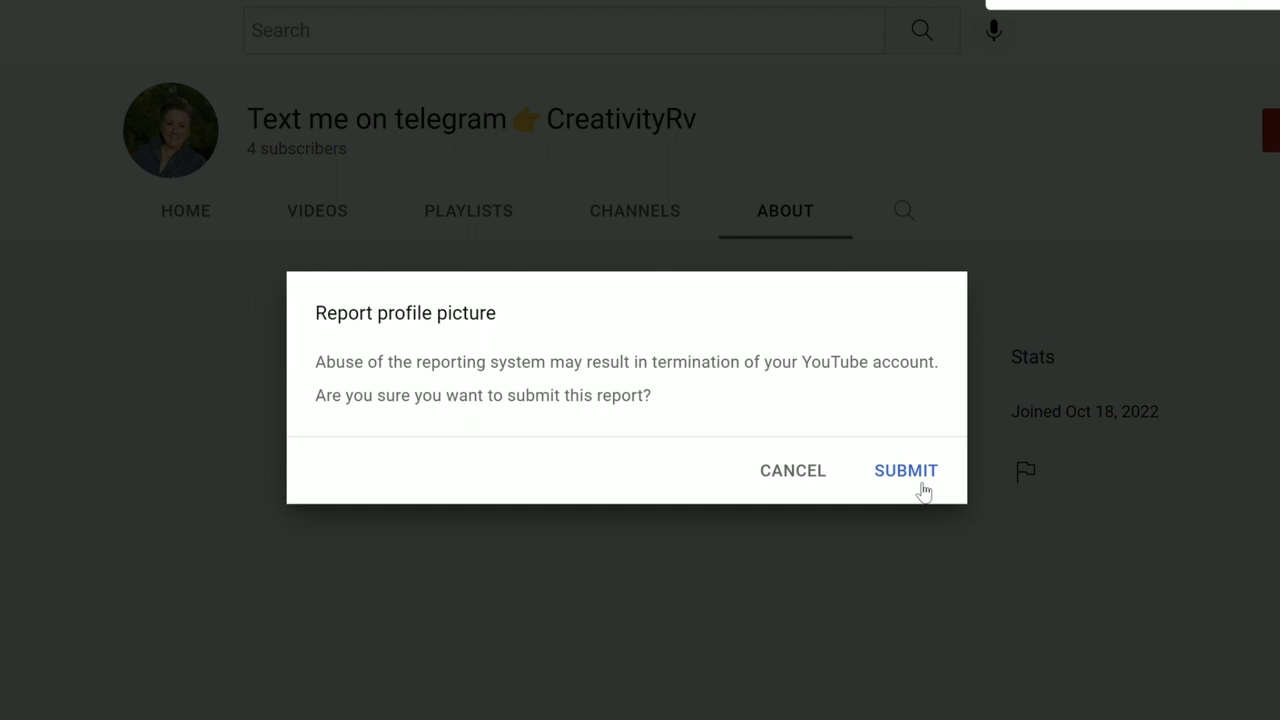 Search
Text me on telegram👉CreativityRv
4 subscribers
HOME VIDEOS PLAYLISTS CHANNELS ABOUT
Report profile picture
Abuse of the reporting system may result in termination of your YouTube account.
Are you sure you want to submit this report?
CANCEL SUBMIT
Stats
Joined Oct 18, 2022